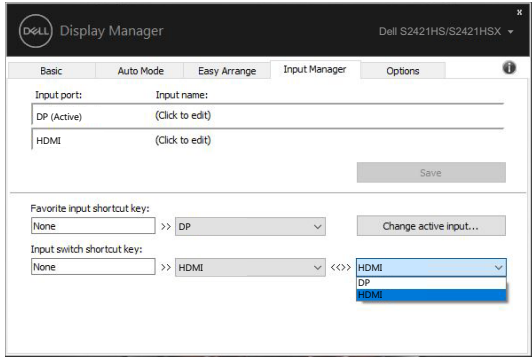 x
DELL Display Manager Dell S2421HS/S2421HSX
Basic Auto Mode Easy Arrange Input Manager Options i
Input port: Input name:
DP (Active) (Click to edit)
HDMI (Click to edit)
Save
Favorite input shortcut key:
None >> DP Change active input...
Input switch shortcut key:
None >> HDMI <<>> HDMI
DP
HDMI